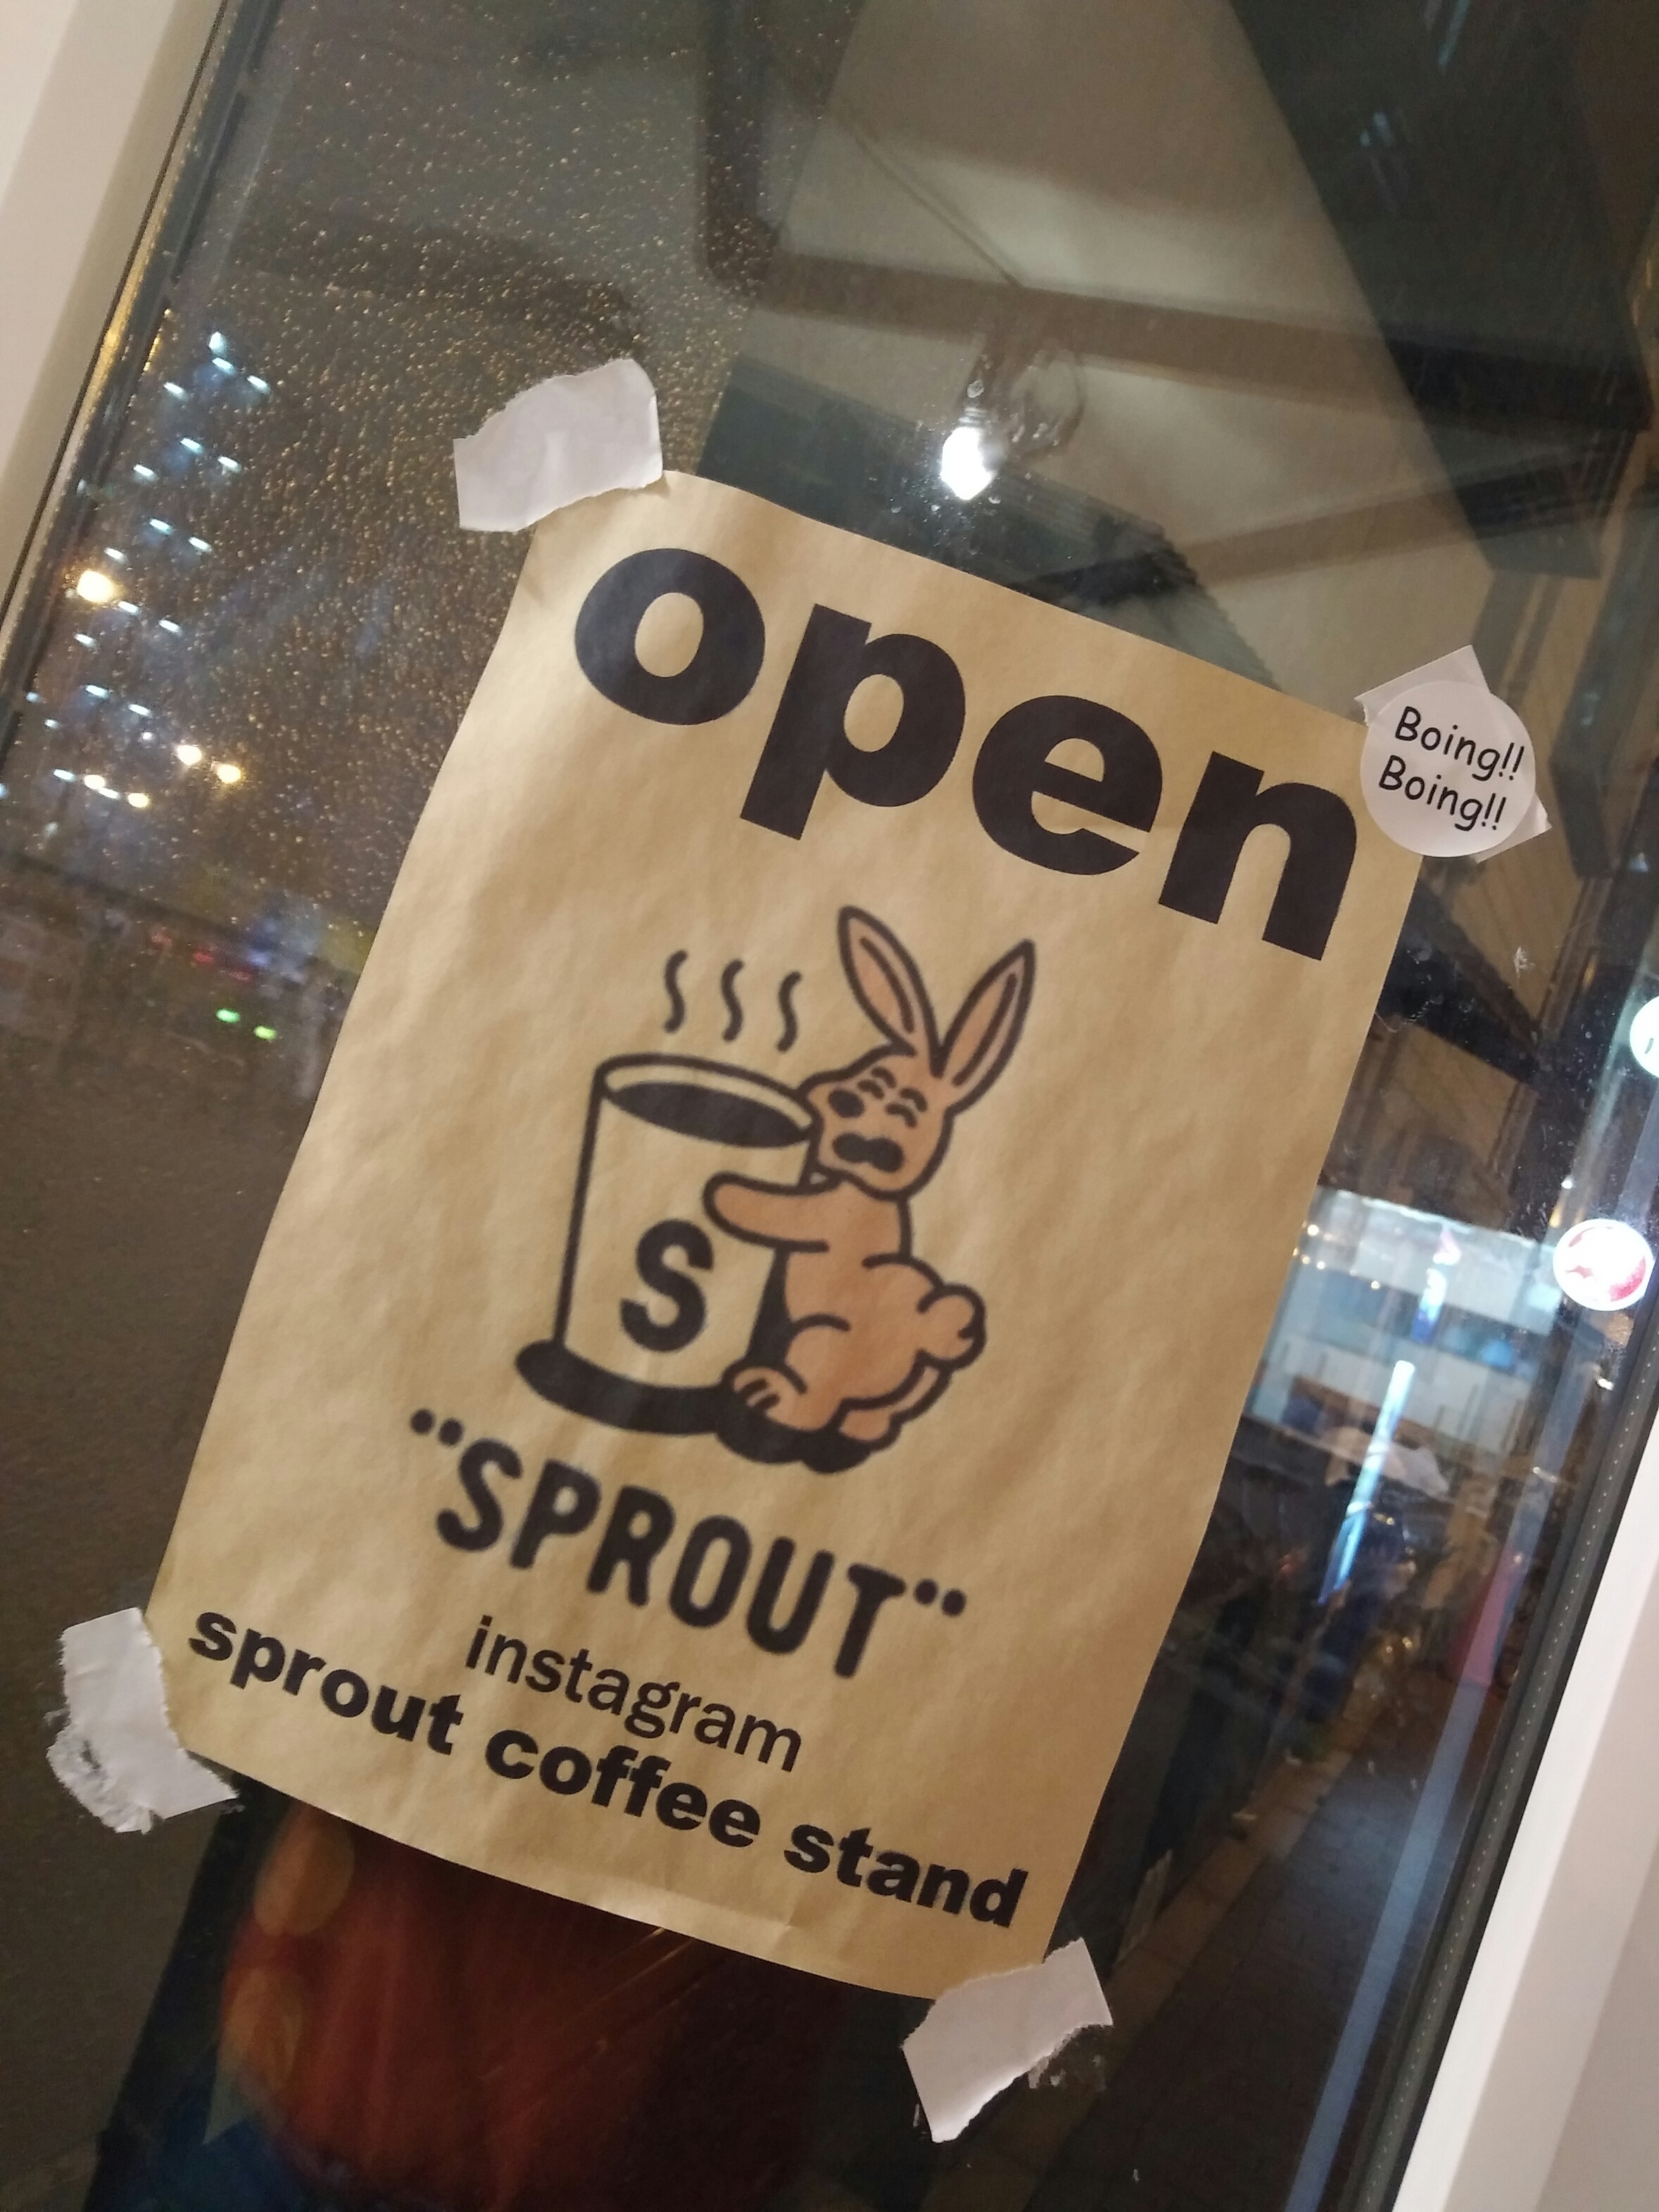 open
Boing!!
Boing!!
S
¨SPROUT¨
instagram
sprout coffee stand